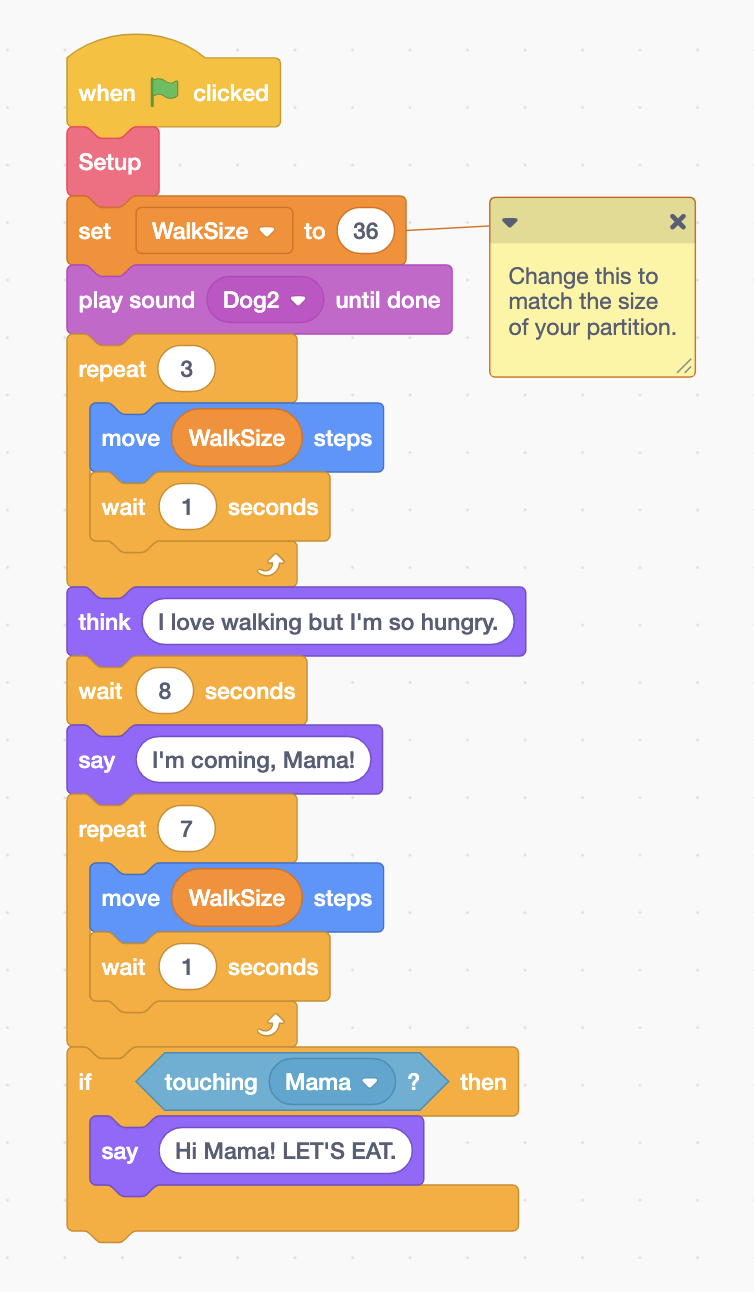 when clicked
Setup
set WalkSize to 36
Change this to
match the size
of your partition.
play sound Dog2 until done
repeat 3
move WalkSize steps
wait 1 seconds
think I love walking but I'm so hungry.
wait 8 seconds
say I'm coming, Mama!
repeat 7
move WalkSize steps
wait 1 seconds
if touching Mama ? then
say Hi Mama! LET'S EAT.